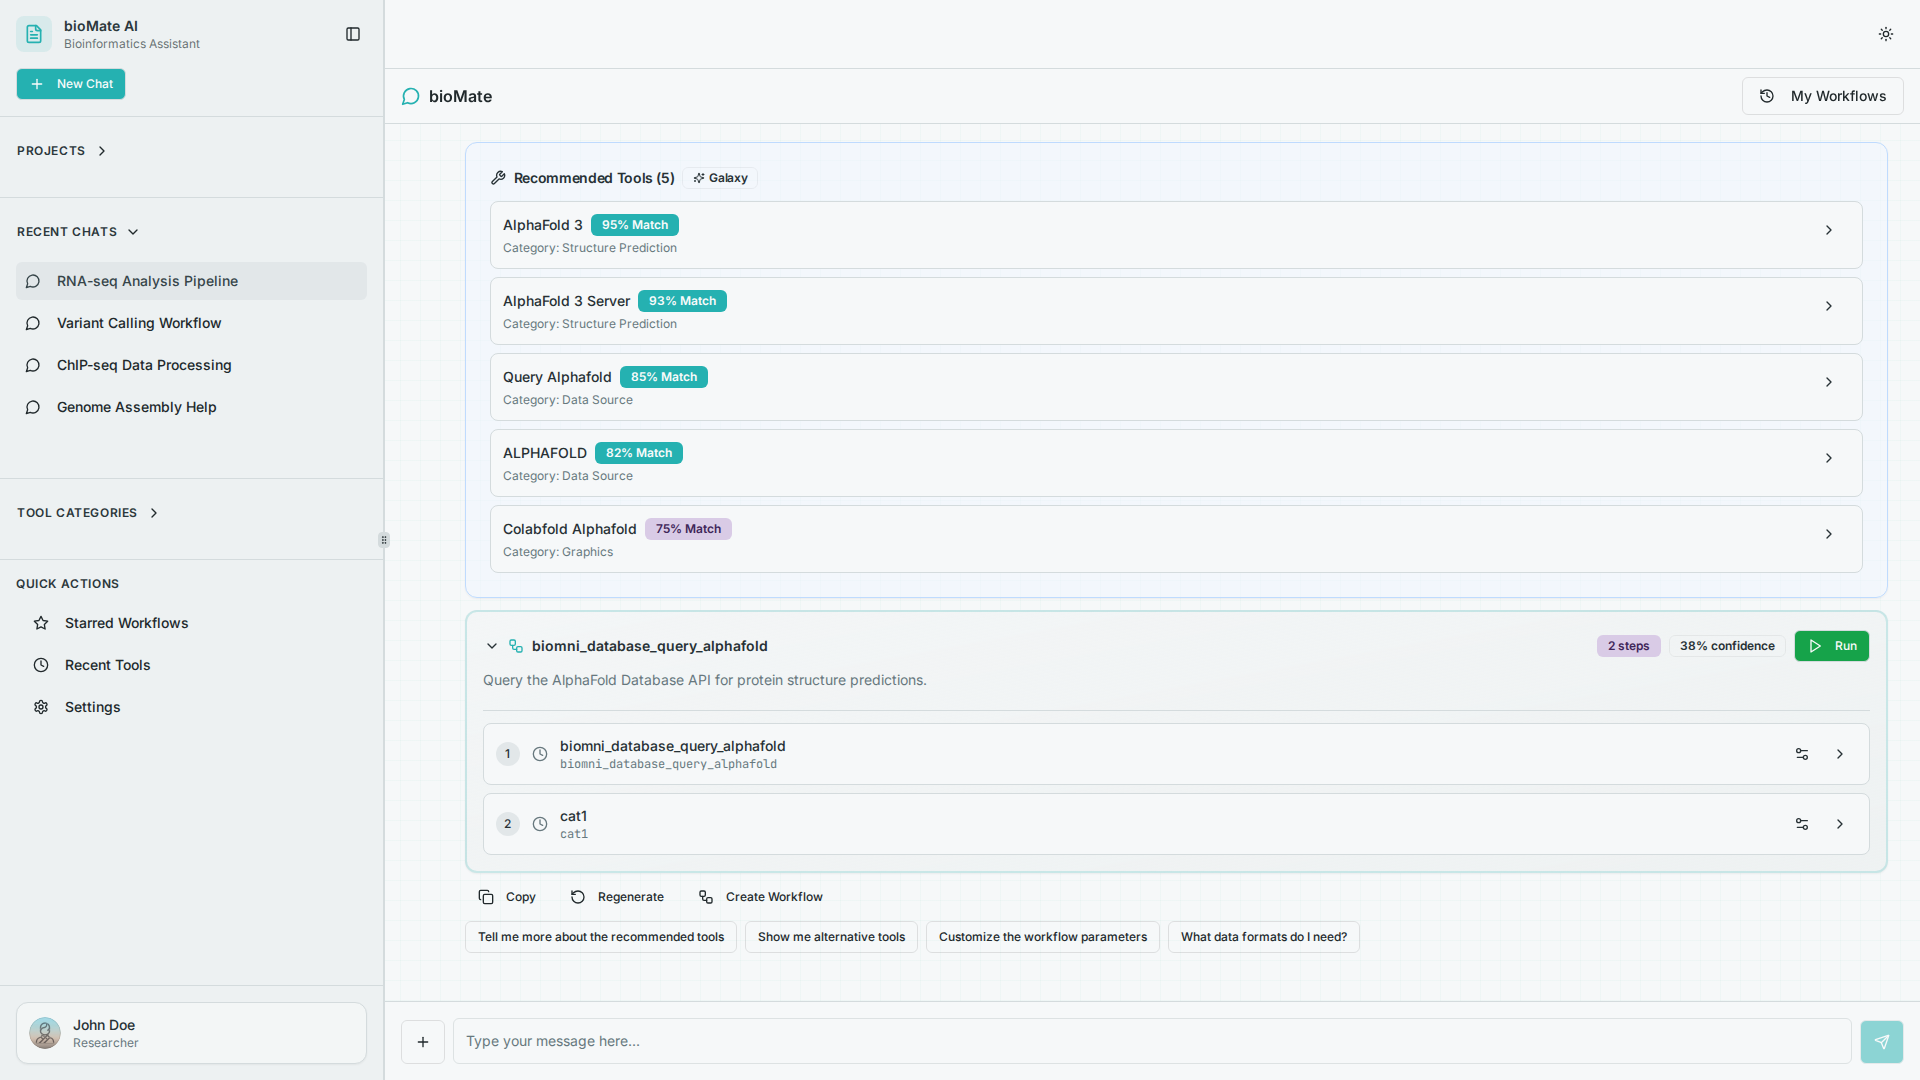 bioMate AI
Bioinformatics Assistant
New Chat
PROJECTS
RECENT CHATS
RNA-seq Analysis Pipeline
Variant Calling Workflow
ChIP-seq Data Processing
Genome Assembly Help
TOOL CATEGORIES
QUICK ACTIONS
Starred Workflows
Recent Tools
Settings
John Doe
Researcher
bioMate
My Workflows
Recommended Tools (5) Galaxy
AlphaFold 3 95% Match
Category: Structure Prediction
AlphaFold 3 Server 93% Match
Category: Structure Prediction
Query Alphafold 85% Match
Category: Data Source
ALPHAFOLD 82% Match
Category: Data Source
Colabfold Alphafold 75% Match
Category: Graphics
biomni_database_query_alphafold 2 steps 38% confidence Run
Query the AlphaFold Database API for protein structure predictions.
1 biomni_database_query_alphafold
biomni_database_query_alphafold
2 cat1
cat1
Copy Regenerate Create Workflow
Tell me more about the recommended tools Show me alternative tools Customize the workflow parameters What data formats do I need?
Type your message here...